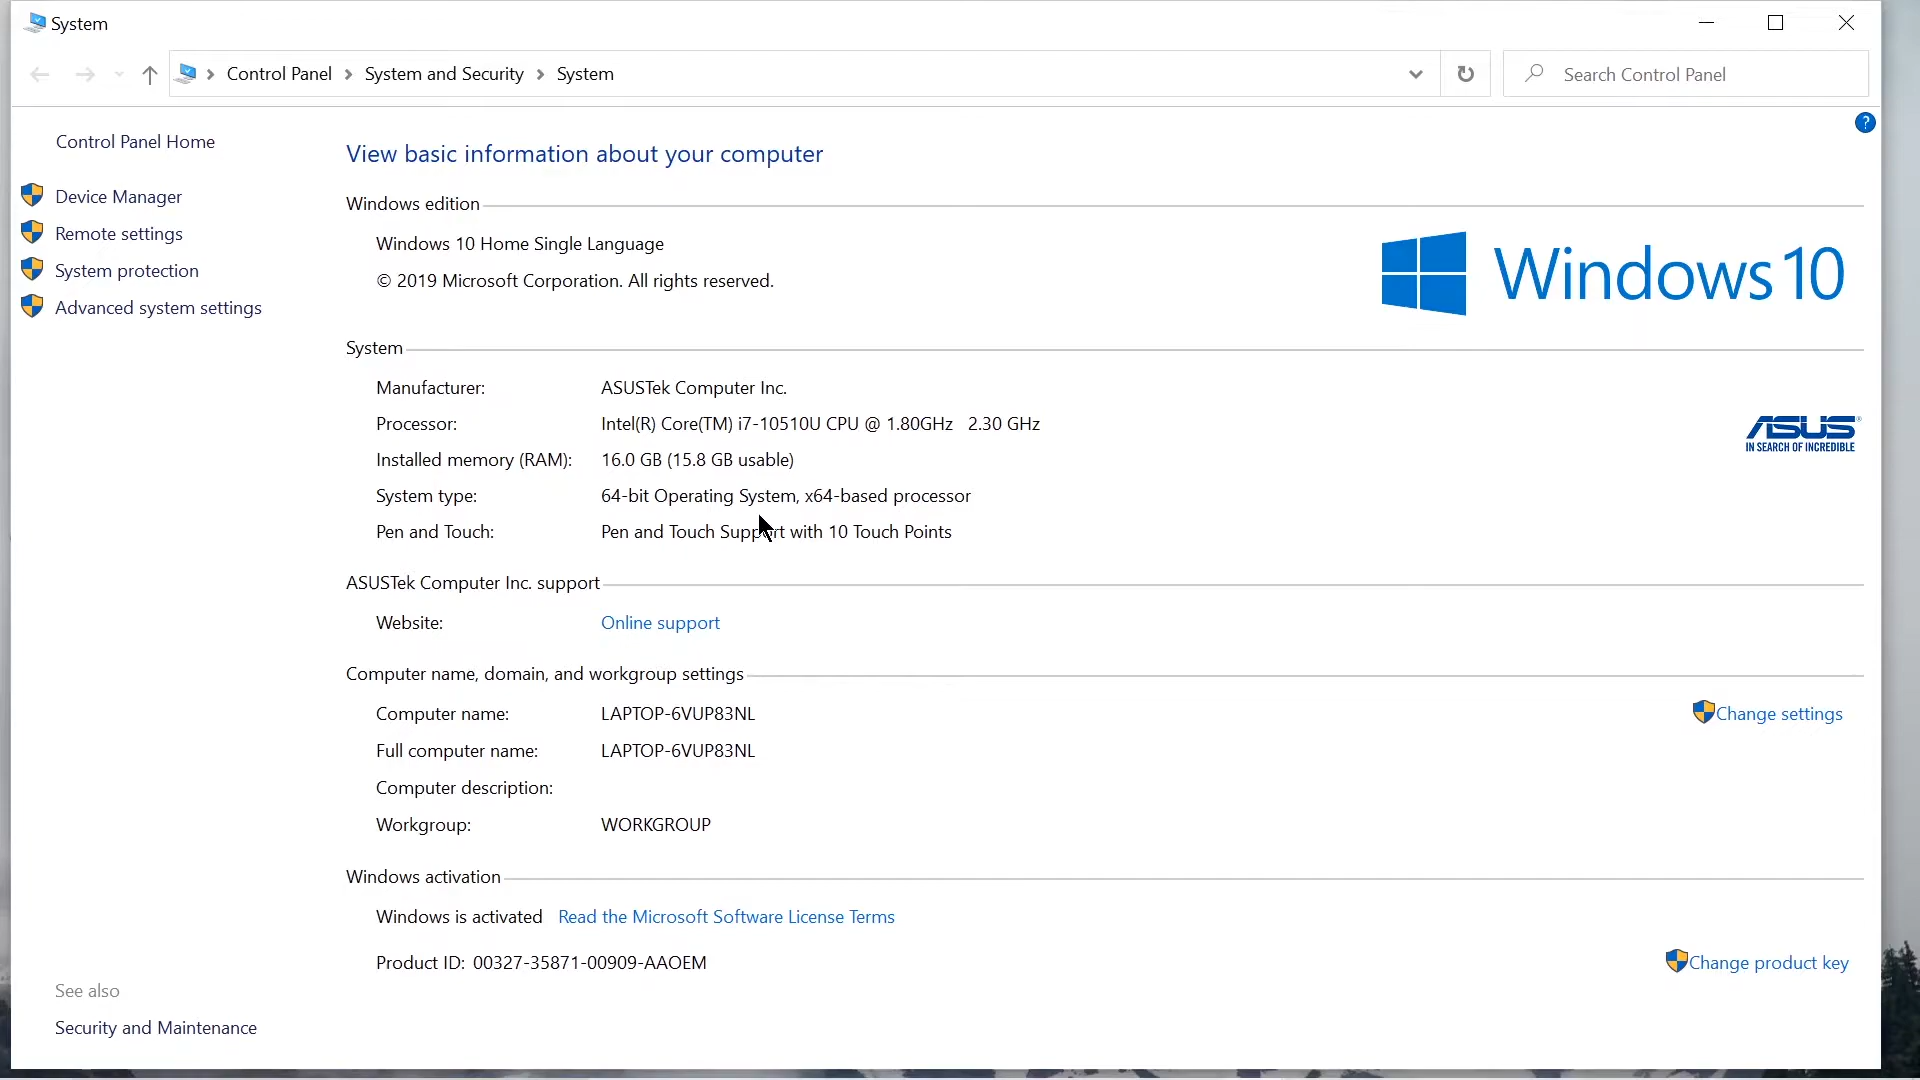 System
Control Panel > System and Security > System
Search Control Panel
?
Control Panel Home
Device Manager
Remote settings
System protection
Advanced system settings
View basic information about your computer
Windows edition
Windows 10 Home Single Language
© 2019 Microsoft Corporation. All rights reserved.
Windows 10
System
Manufacturer: ASUSTek Computer Inc.
Processor: Intel(R) Core(TM) i7-10510U CPU @ 1.80GHz 2.30 GHz
Installed memory (RAM): 16.0 GB (15.8 GB usable)
System type: 64-bit Operating System, x64-based processor
Pen and Touch: Pen and Touch Support with 10 Touch Points
ASUS
IN SEARCH OF INCREDIBLE
ASUSTek Computer Inc. support
Website: Online support
Computer name, domain, and workgroup settings
Computer name: LAPTOP-6VUP83NL
Change settings
Full computer name: LAPTOP-6VUP83NL
Computer description:
Workgroup: WORKGROUP
Windows activation
Windows is activated Read the Microsoft Software License Terms
Product ID: 00327-35871-00909-AAOEM
Change product key
See also
Security and Maintenance